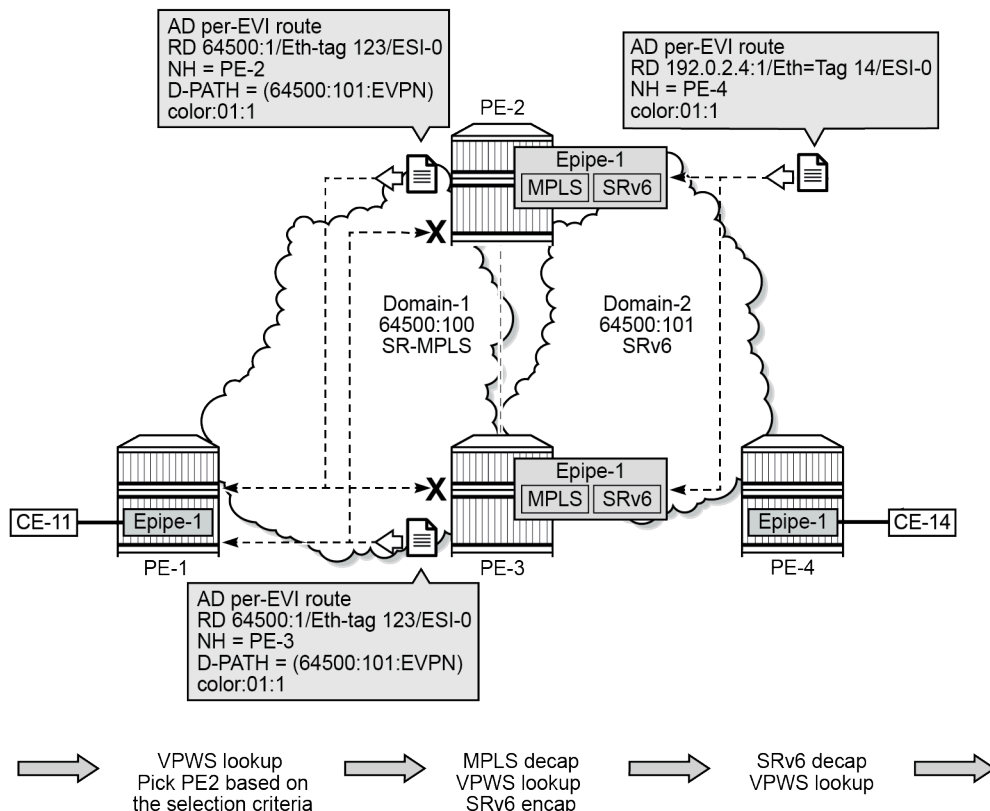 AD per-EVI route
RD 64500:1/Eth-tag 123/ESI-0
NH = PE-2
D-PATH = (64500:101:EVPN)
color:01:1
AD per-EVI route
RD 192.0.2.4:1/Eth=Tag 14/ESI-0
NH = PE-4
color:01:1
PE-2
Epipe-1
MPLS SRv6
X
Domain-1
64500:100
SR-MPLS
Domain-2
64500:101
SRv6
X
Epipe-1
MPLS SRv6
CE-11
Epipe-1
Epipe-1
CE-14
PE-1
PE-3
PE-4
AD per-EVI route
RD 64500:1/Eth-tag 123/ESI-0
NH = PE-3
D-PATH = (64500:101:EVPN)
color:01:1
VPWS lookup
Pick PE2 based on
the selection criteria
MPLS decap
VPWS lookup
SRv6 encap
SRv6 decap
VPWS lookup